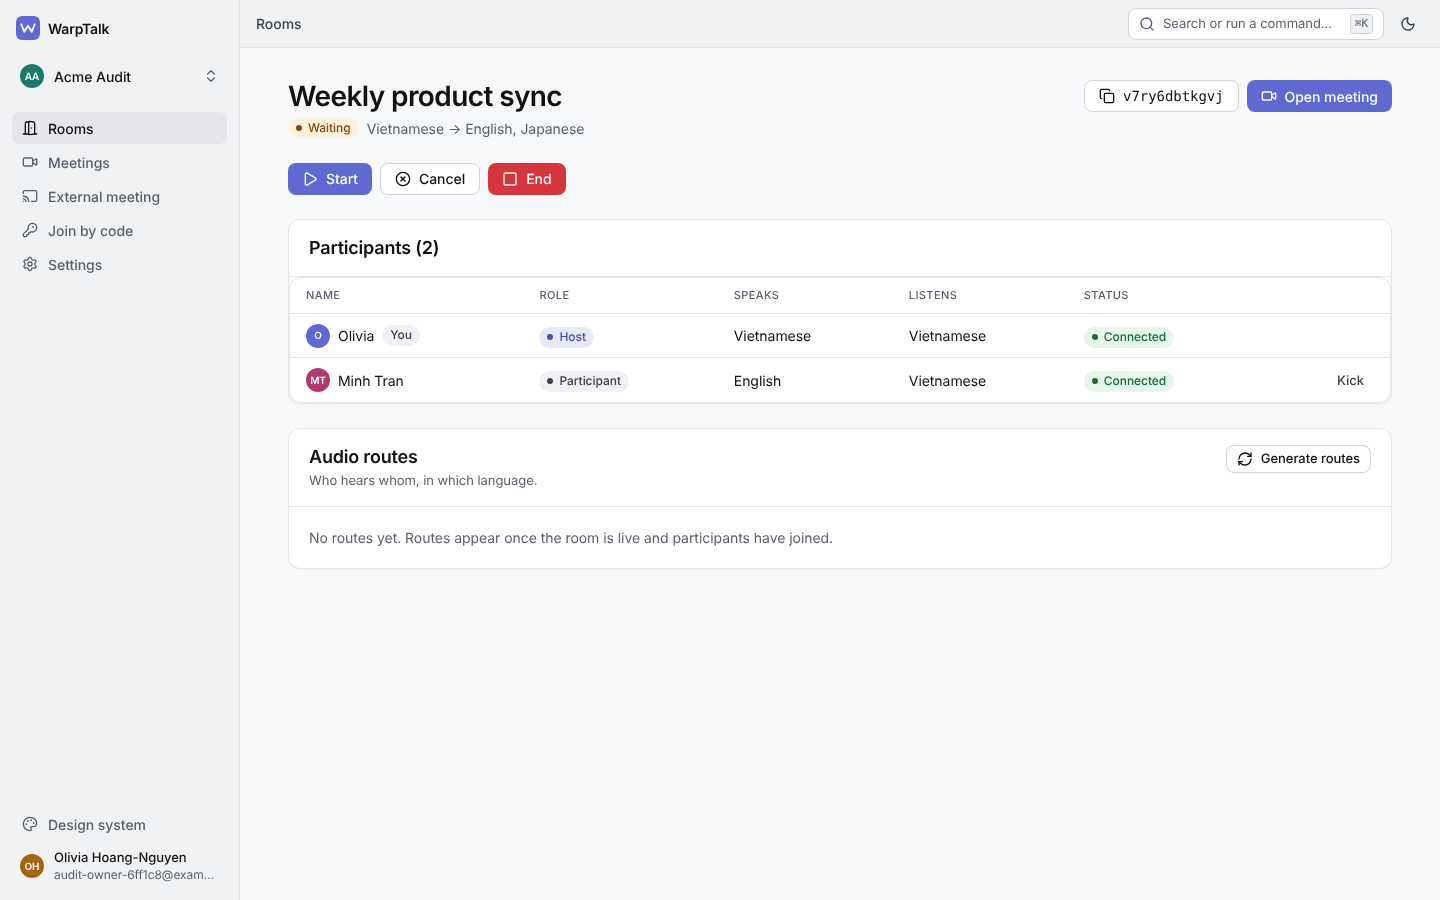 WarpTalk
AA Acme Audit
Rooms
Meetings
External meeting
Join by code
Settings
Design system
OH Olivia Hoang-Nguyen
audit-owner-6ff1c8@exam...
Rooms
Search or run a command... ⌘K
Weekly product sync
Waiting Vietnamese → English, Japanese
v7ry6dbtkgvj Open meeting
Start Cancel End
Participants (2)
NAME ROLE SPEAKS LISTENS STATUS
O Olivia You Host Vietnamese Vietnamese Connected
MT Minh Tran Participant English Vietnamese Connected Kick
Audio routes
Who hears whom, in which language.
Generate routes
No routes yet. Routes appear once the room is live and participants have joined.